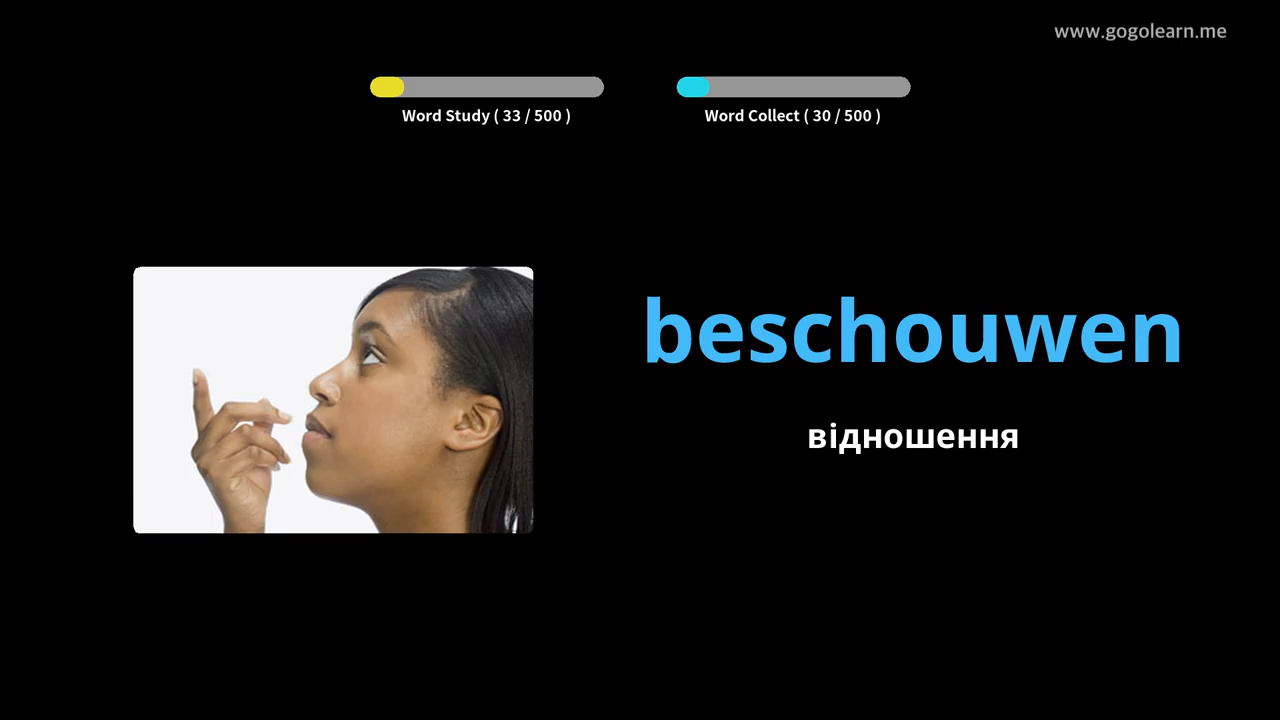 www.gogolearn.me
Word Study ( 33 / 500 )
Word Collect ( 30 / 500 )
beschouwen
відношення